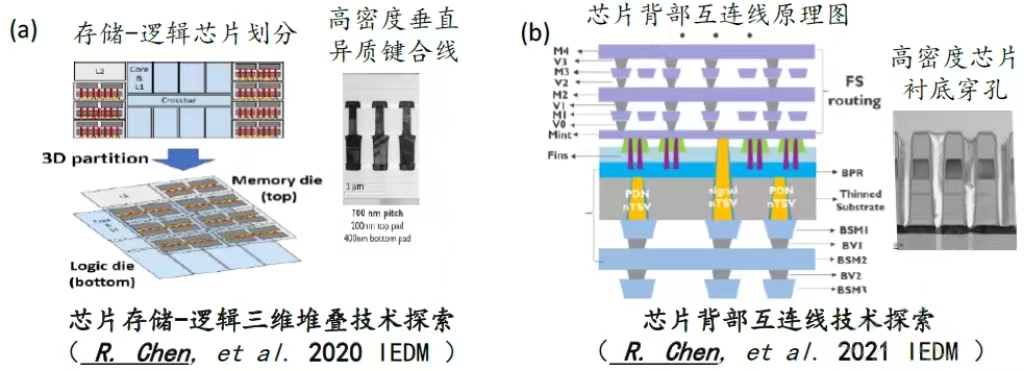 (a)
存储-逻辑芯片划分
高密度垂直
异质键合线
L2
Core
&
L1
Crossbar
3D partition
Memory die
(top)
L2
Core
& L1
Logic die
(bottom)
1 μm
700 nm pitch
200nm top pad
400nm bottom pad
芯片存储-逻辑三维堆叠技术探索
( R. Chen, et al. 2020 IEDM )
(b)
芯片背部互连线原理图
高密度芯片
衬底穿孔
M4
V3
M3
V2
M2
V1
M1
V0
Mint
Fins
FS
routing
BPR
PDN
nTSV
signal
nTSV
PDN
nTSV
Thinned
Substrate
BSM1
BV1
BSM2
BV2
BSM3
芯片背部互连线技术探索
( R. Chen, et al. 2021 IEDM )